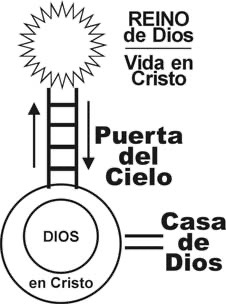 REINO
de Dios
Vida en
Cristo
Puerta
del
Cielo
Casa
de
Dios
DIOS
en Cristo